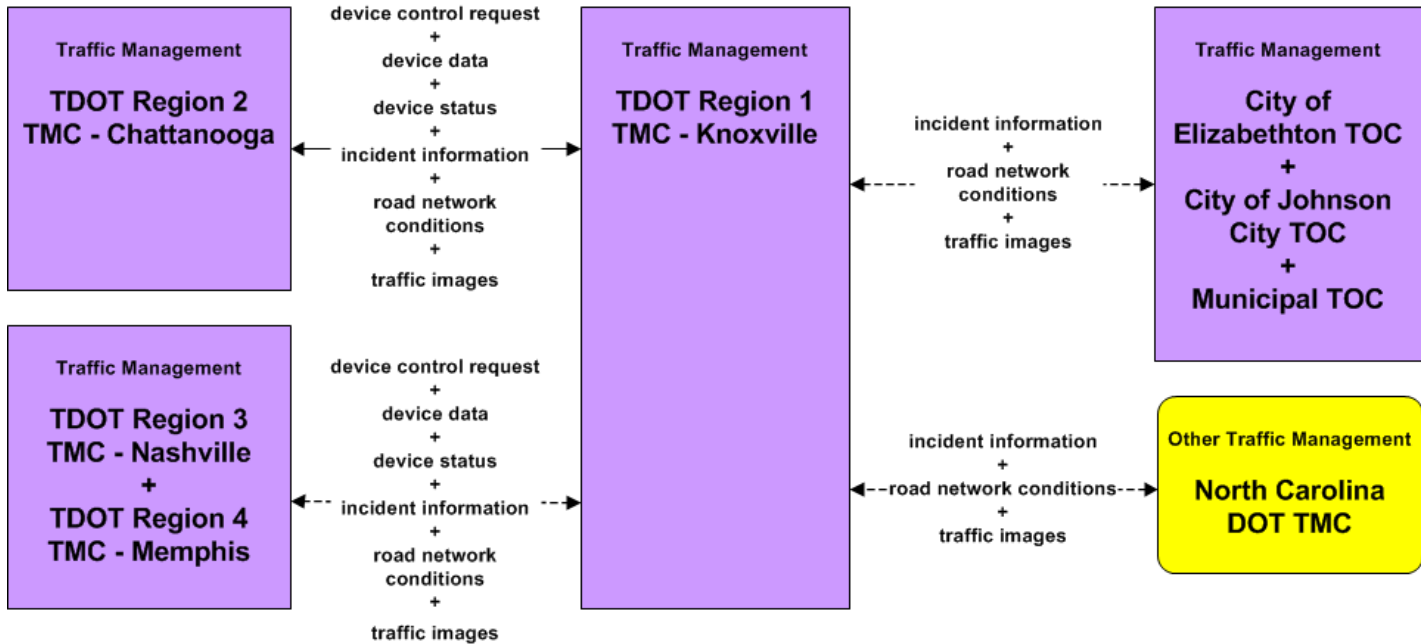 Traffic Management
TDOT Region 2
TMC - Chattanooga
device control request
+
device data
+
device status
+
incident information
+
road network
conditions
+
traffic images
Traffic Management
TDOT Region 1
TMC - Knoxville
incident information
+
road network
conditions
+
traffic images
Traffic Management
City of
Elizabethton TOC
+
City of Johnson
City TOC
+
Municipal TOC
Traffic Management
TDOT Region 3
TMC - Nashville
+
TDOT Region 4
TMC - Memphis
device control request
+
device data
+
device status
+
incident information
+
road network
conditions
+
traffic images
incident information
+
road network conditions
+
traffic images
Other Traffic Management
North Carolina
DOT TMC